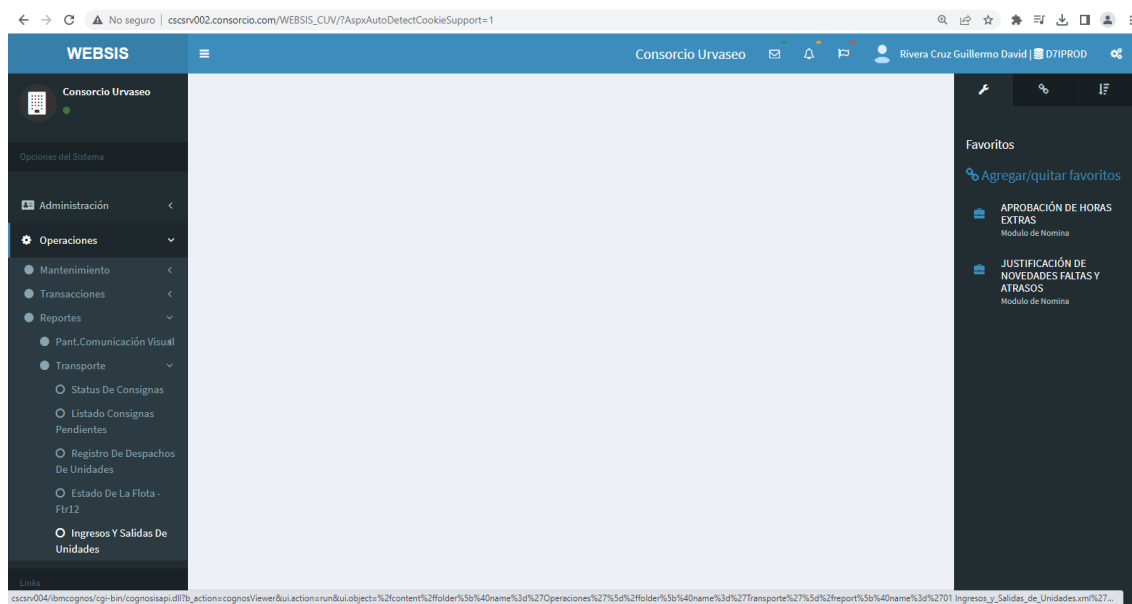 No seguro | cscsrv002.consorcio.com/WEBSIS_CUV/?AspxAutoDetectCookieSupport=1
WEBSIS
Consorcio Urvaseo
Rivera Cruz Guillermo David | D7IPROD
Consorcio Urvaseo
Opciones del Sistema
Administración
Operaciones
Mantenimiento
Transacciones
Reportes
Pant.Comunicación Visual
Transporte
Status De Consignas
Listado Consignas
Pendientes
Registro De Despachos
De Unidades
Estado De La Flota -
Ftr12
Ingresos Y Salidas De
Unidades
Links
Favoritos
Agregar/quitar favoritos
APROBACIÓN DE HORAS
EXTRAS
Modulo de Nomina
JUSTIFICACIÓN DE
NOVEDADES FALTAS Y
ATRASOS
Modulo de Nomina
cscsrv004/ibmcognos/cgi-bin/cognosisapi.dll?b_action=cognosViewer&ui.action=run&ui.object=%2fcontent%2ffolder%5b%40name%3d%27Operaciones%27%5d%2ffolder%5b%40name%3d%27Transporte%27%5d%2freport%5b%40name%3d%2701 Ingresos_y_Salidas_de_Unidades.xml%27...